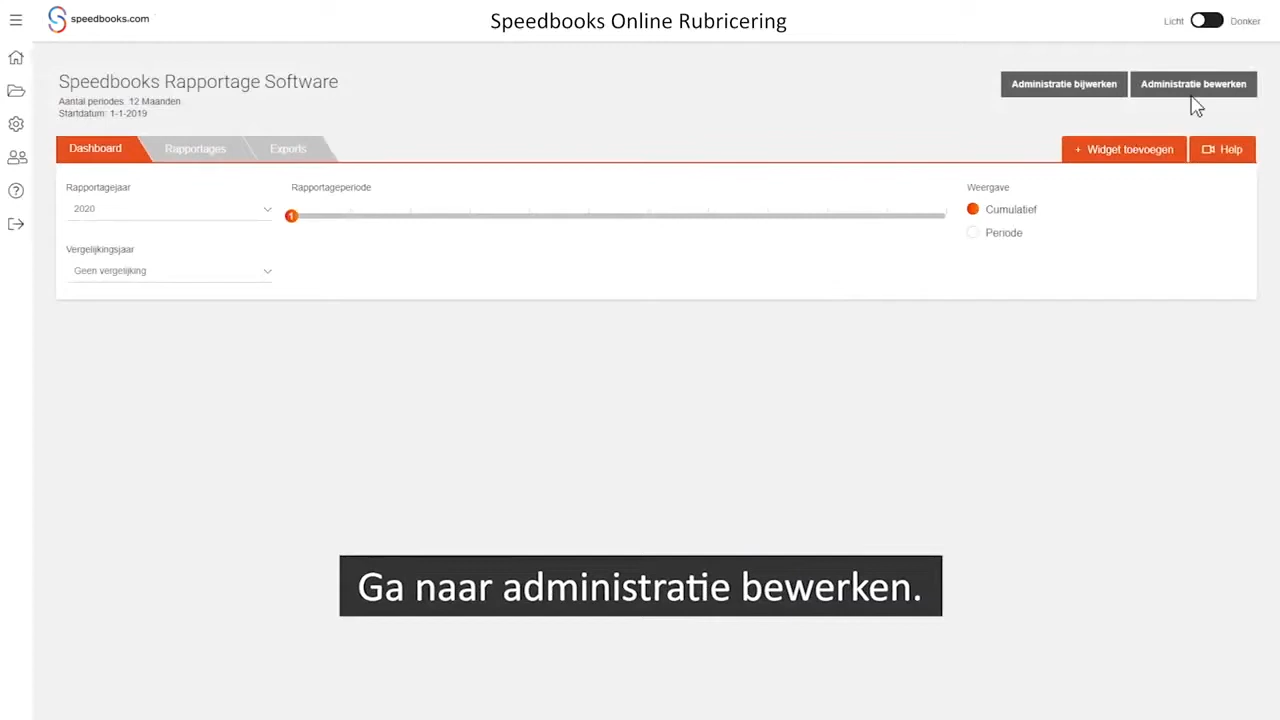 speedbooks.com
Speedbooks Online Rubricering
Licht
Donker
Speedbooks Rapportage Software
Aantal periodes: 12 Maanden
Startdatum: 1-1-2019
Administratie bijwerken
Administratie bewerken
Dashboard
Rapportages
Exports
+ Widget toevoegen
Help
Rapportagejaar
Rapportageperiode
Weergave
2020
1
Cumulatief
Periode
Vergelijkingsjaar
Geen vergelijking
Ga naar administratie bewerken.